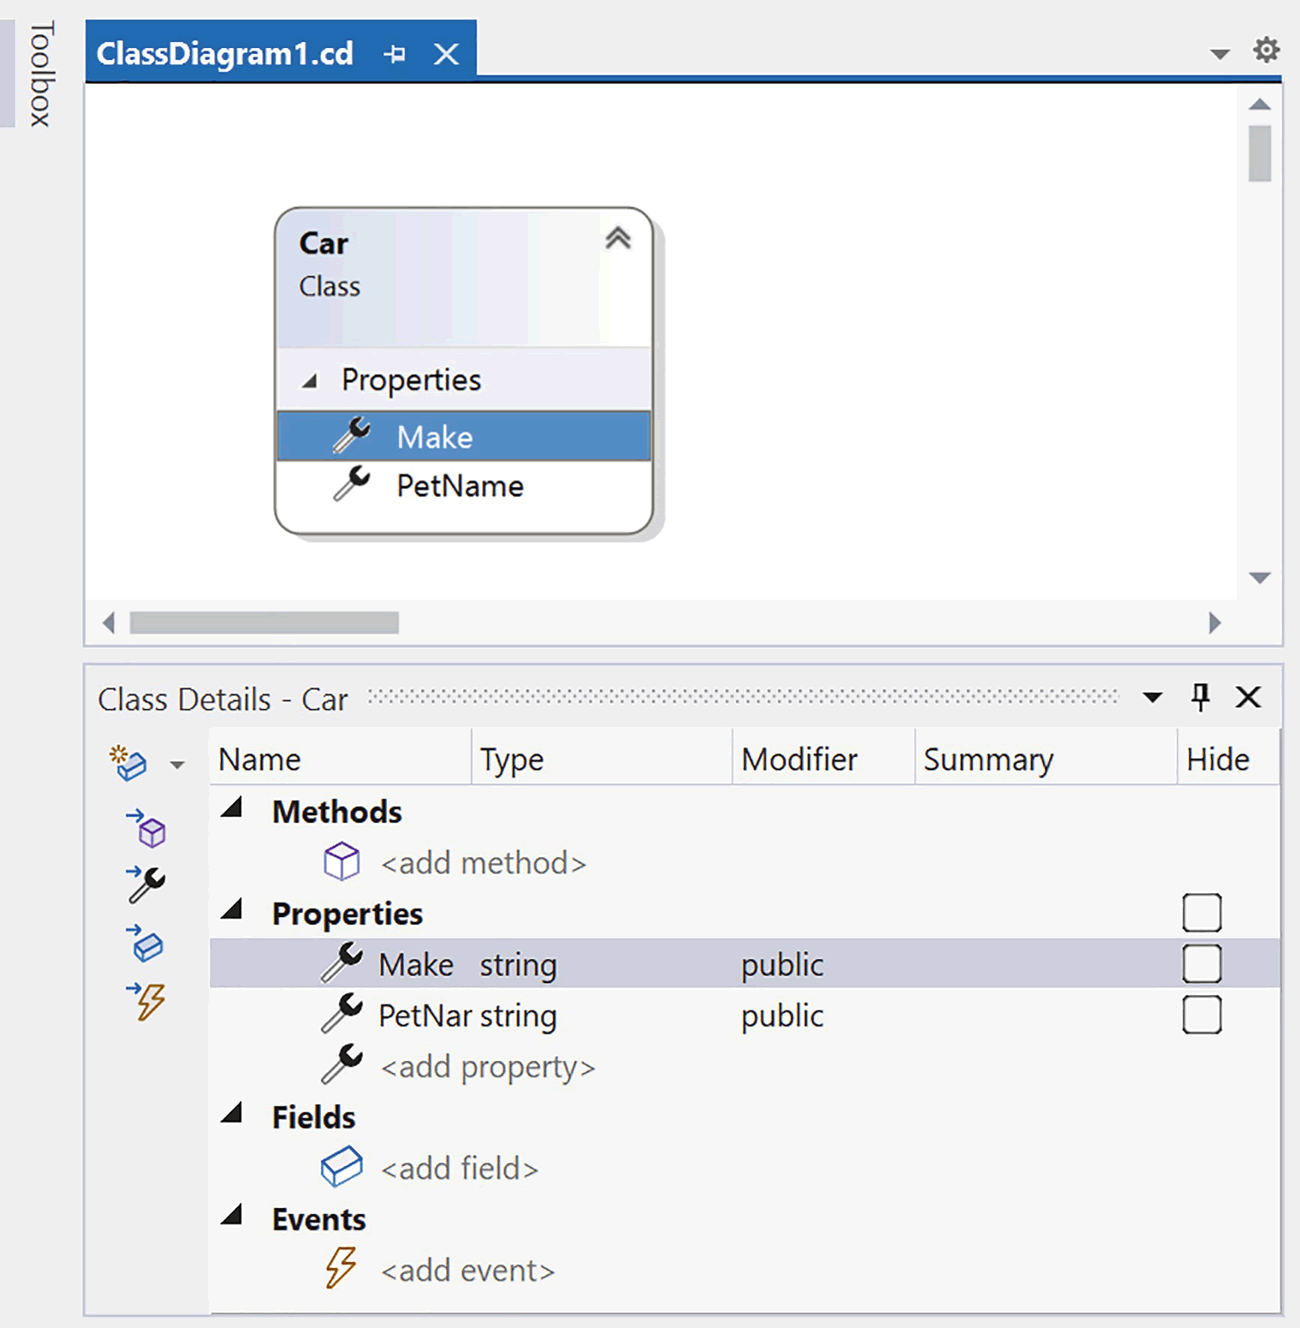 Toolbox
ClassDiagram1.cd
Car
Class
Properties
Make
PetName
Class Details - Car
Name Type Modifier Summary Hide
Methods
<add method>
Properties
Make string public
PetNar string public
<add property>
Fields
<add field>
Events
<add event>